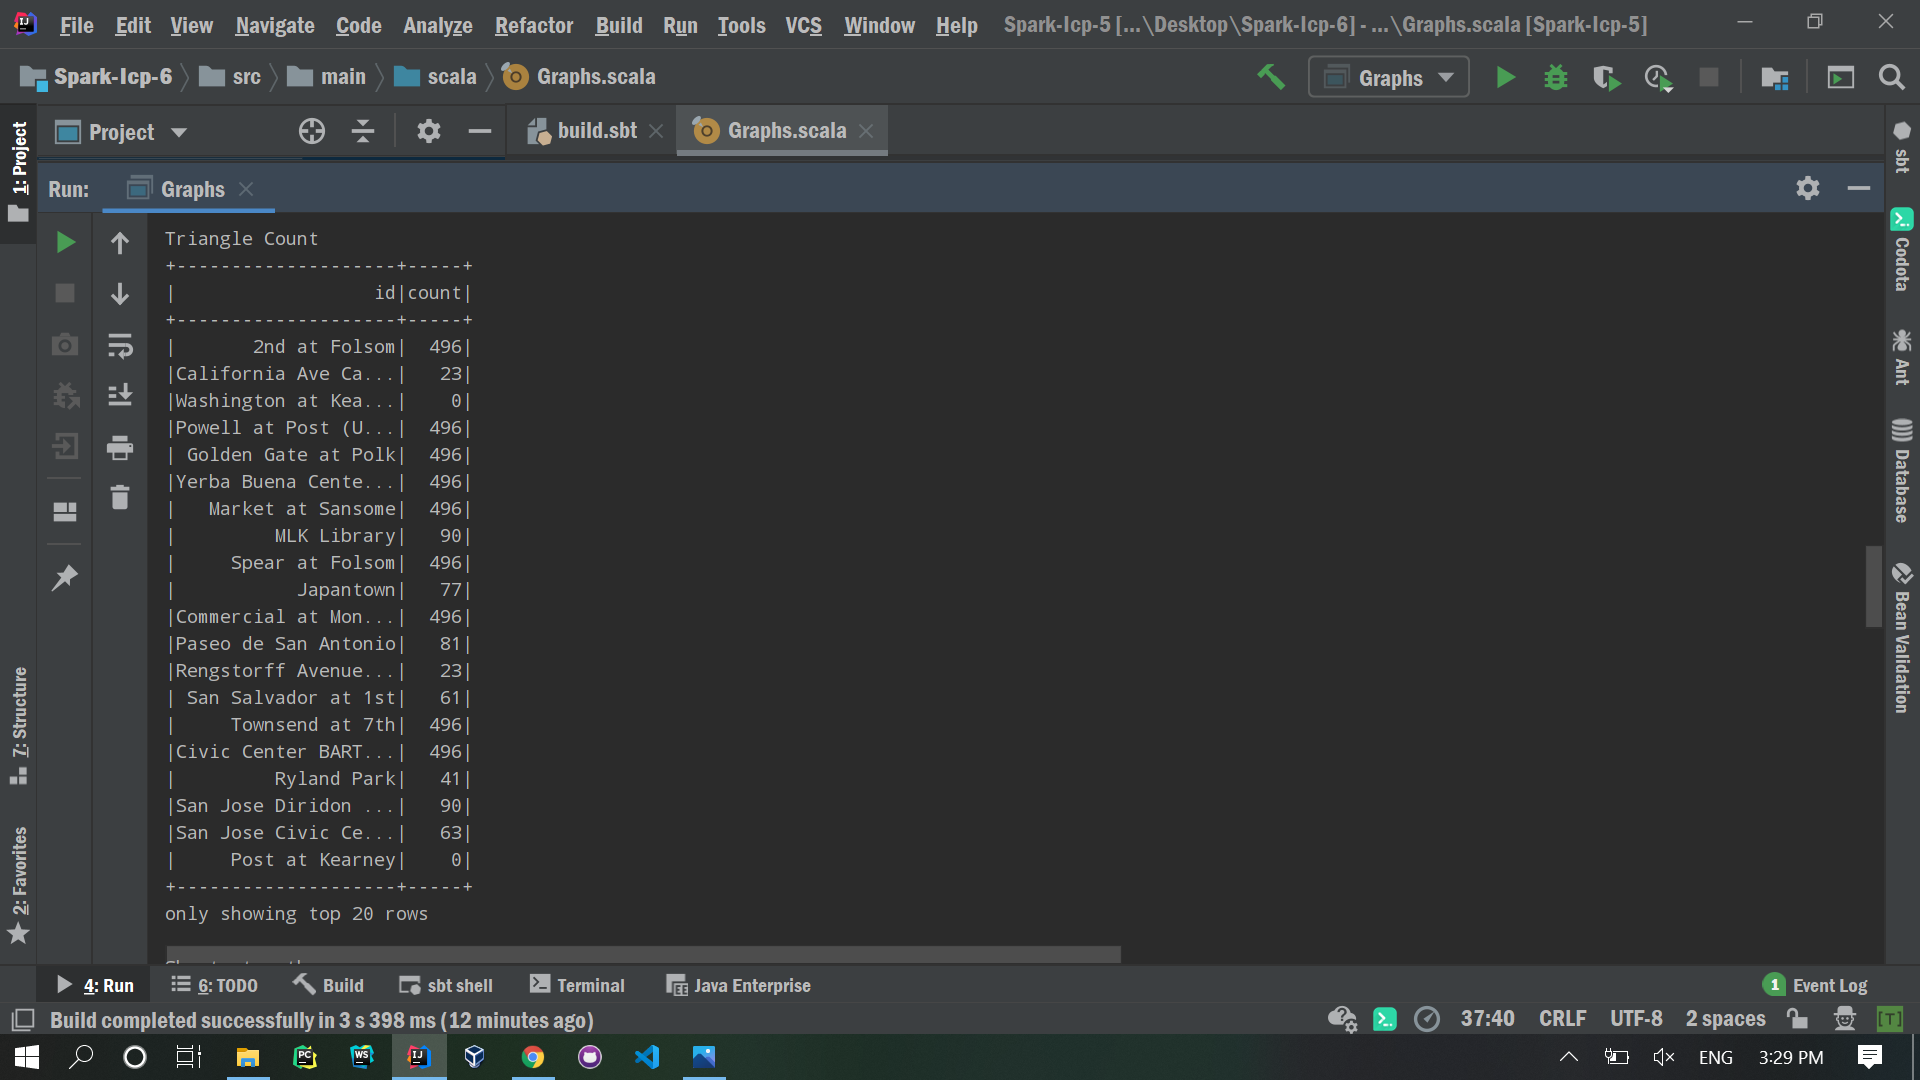 File Edit View Navigate Code Analyze Refactor Build Run Tools VCS Window Help Spark-Icp-5 [...\Desktop\Spark-Icp-6] - ...\Graphs.scala [Spark-Icp-5]
Spark-Icp-6 src main scala Graphs.scala Graphs
1: Project
Project build.sbt Graphs.scala
Run: Graphs
Triangle Count
+--------------------+-----+
|                  id|count|
+--------------------+-----+
|       2nd at Folsom|  496|
|California Ave Ca...|   23|
|Washington at Kea...|    0|
|Powell at Post (U...|  496|
| Golden Gate at Polk|  496|
|Yerba Buena Cente...|  496|
|   Market at Sansome|  496|
|         MLK Library|   90|
|     Spear at Folsom|  496|
|           Japantown|   77|
|Commercial at Mon...|  496|
|Paseo de San Antonio|   81|
|Rengstorff Avenue...|   23|
| San Salvador at 1st|   61|
|     Townsend at 7th|  496|
|Civic Center BART...|  496|
|         Ryland Park|   41|
|San Jose Diridon ...|   90|
|San Jose Civic Ce...|   63|
|     Post at Kearney|    0|
+--------------------+-----+
only showing top 20 rows
7: Structure
2: Favorites
sbt
Codota
Ant
Database
Bean Validation
4: Run 6: TODO Build sbt shell Terminal Java Enterprise 1 Event Log
Build completed successfully in 3 s 398 ms (12 minutes ago) 37:40 CRLF UTF-8 2 spaces [T]
ENG 3:29 PM